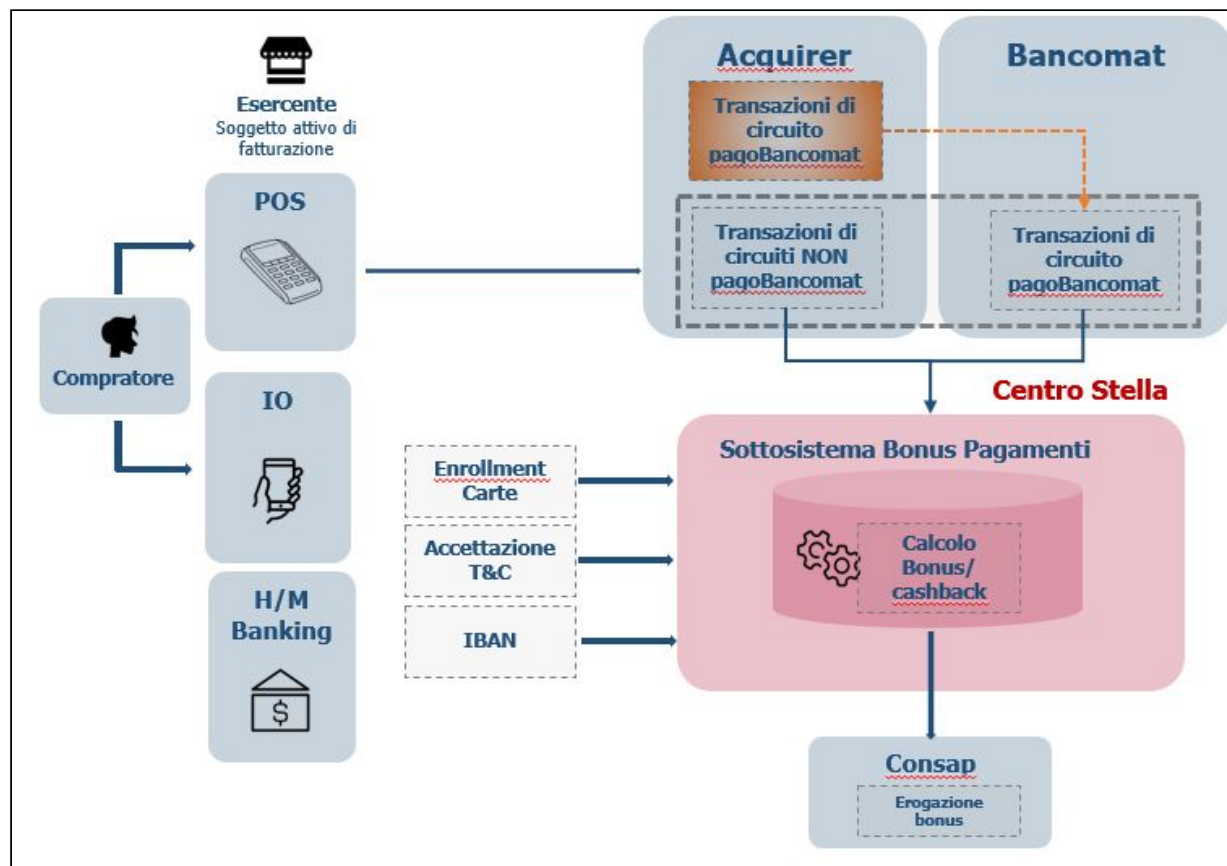 Esercente
Soggetto attivo di
fatturazione
POS
Compratore
IO
H/M
Banking
$
Acquirer
Transazioni di
circuito
pagoBancomat
Transazioni di
circuiti NON
pagoBancomat
Bancomat
Transazioni di
circuito
pagoBancomat
Centro Stella
Enrollment
Carte
Accettazione
T&C
IBAN
Sottosistema Bonus Pagamenti
Calcolo
Bonus/
cashback
Consap
Erogazione
bonus